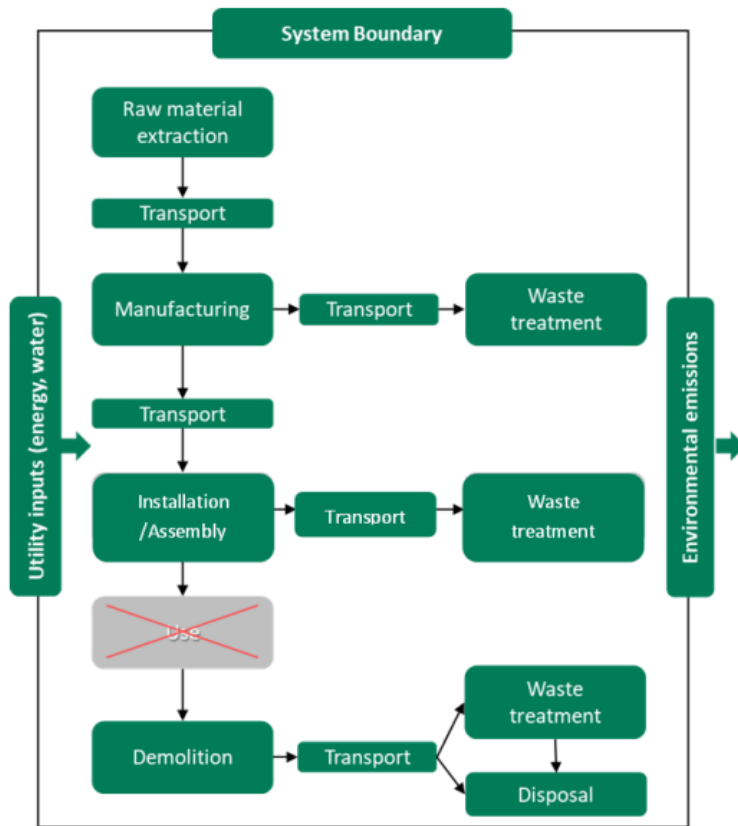 System Boundary
Raw material
extraction
Transport
Manufacturing
Transport
Waste
treatment
Transport
Installation
/Assembly
Transport
Waste
treatment
Use
Demolition
Transport
Waste
treatment
Disposal
Utility inputs (energy, water)
Environmental emissions